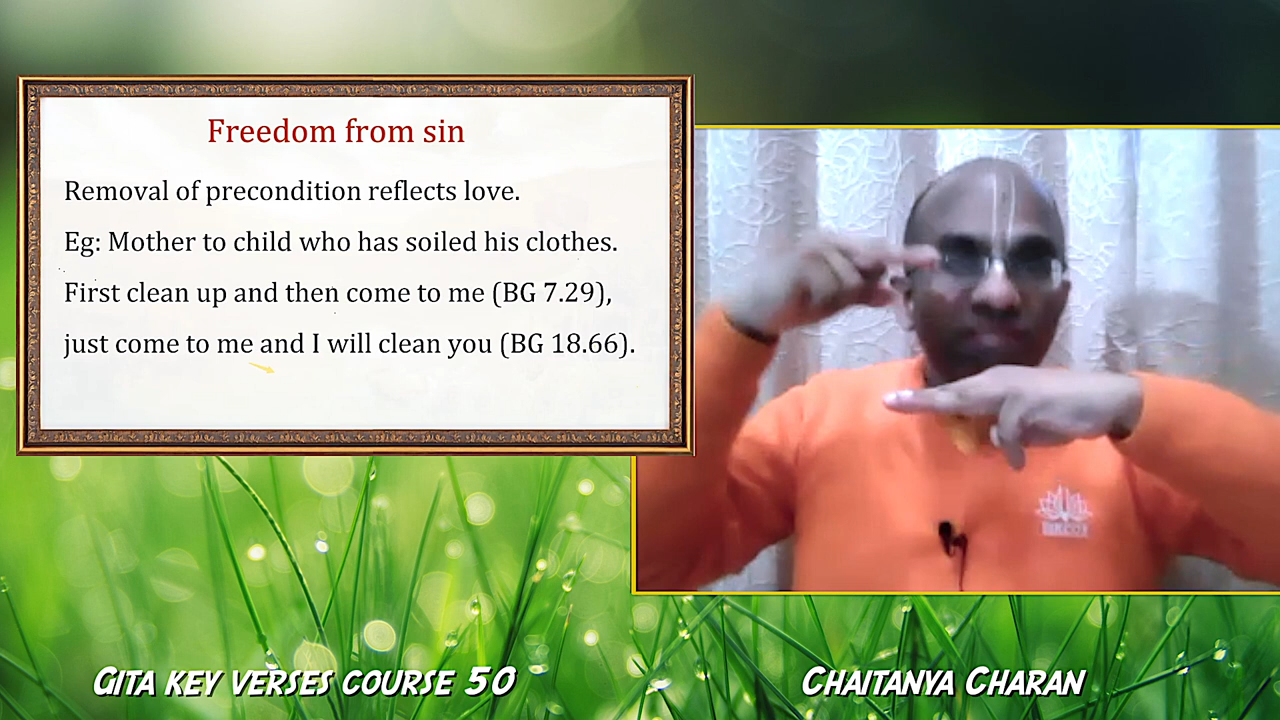 Freedom from sin
Removal of precondition reflects love.
Eg: Mother to child who has soiled his clothes.
First clean up and then come to me (BG 7.29),
just come to me and I will clean you (BG 18.66).
GITA KEY VERSES COURSE 50
CHAITANYA CHARAN